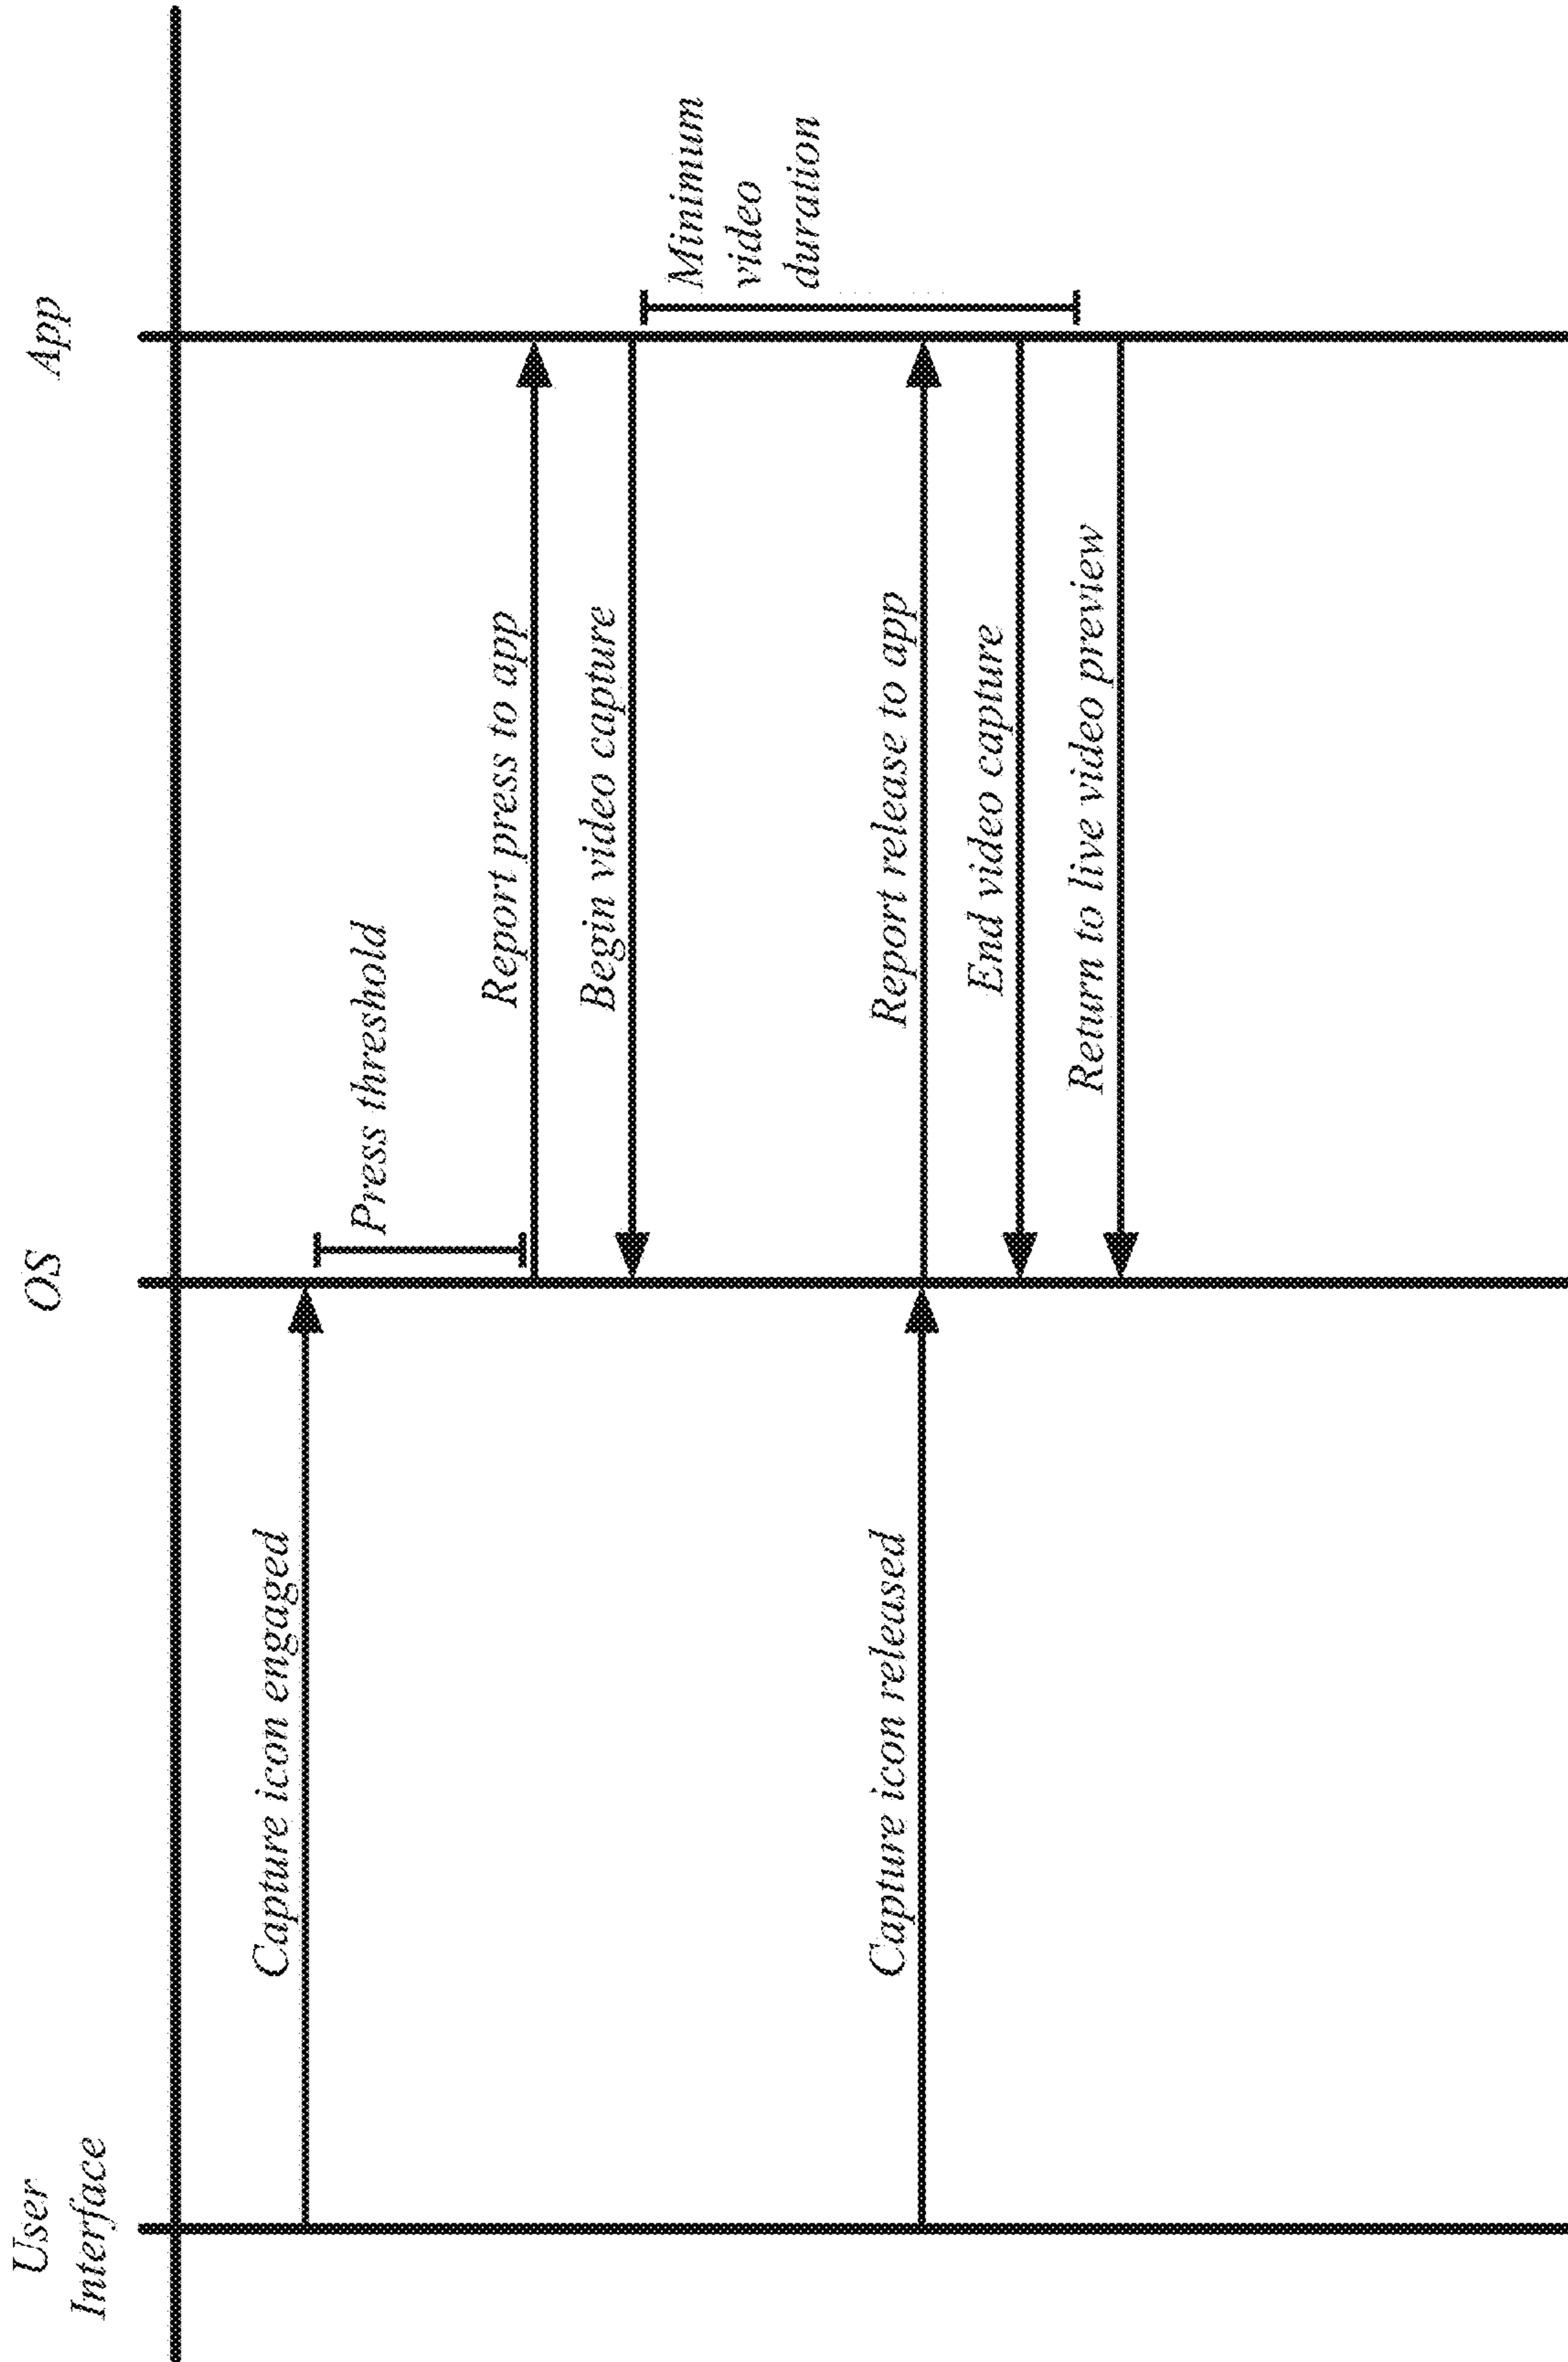 User
Interface
OS
App
Capture icon engaged
Press threshold
Report press to app
Begin video capture
Minimum
video
duration
Capture icon released
Report release to app
End video capture
Return to live video preview